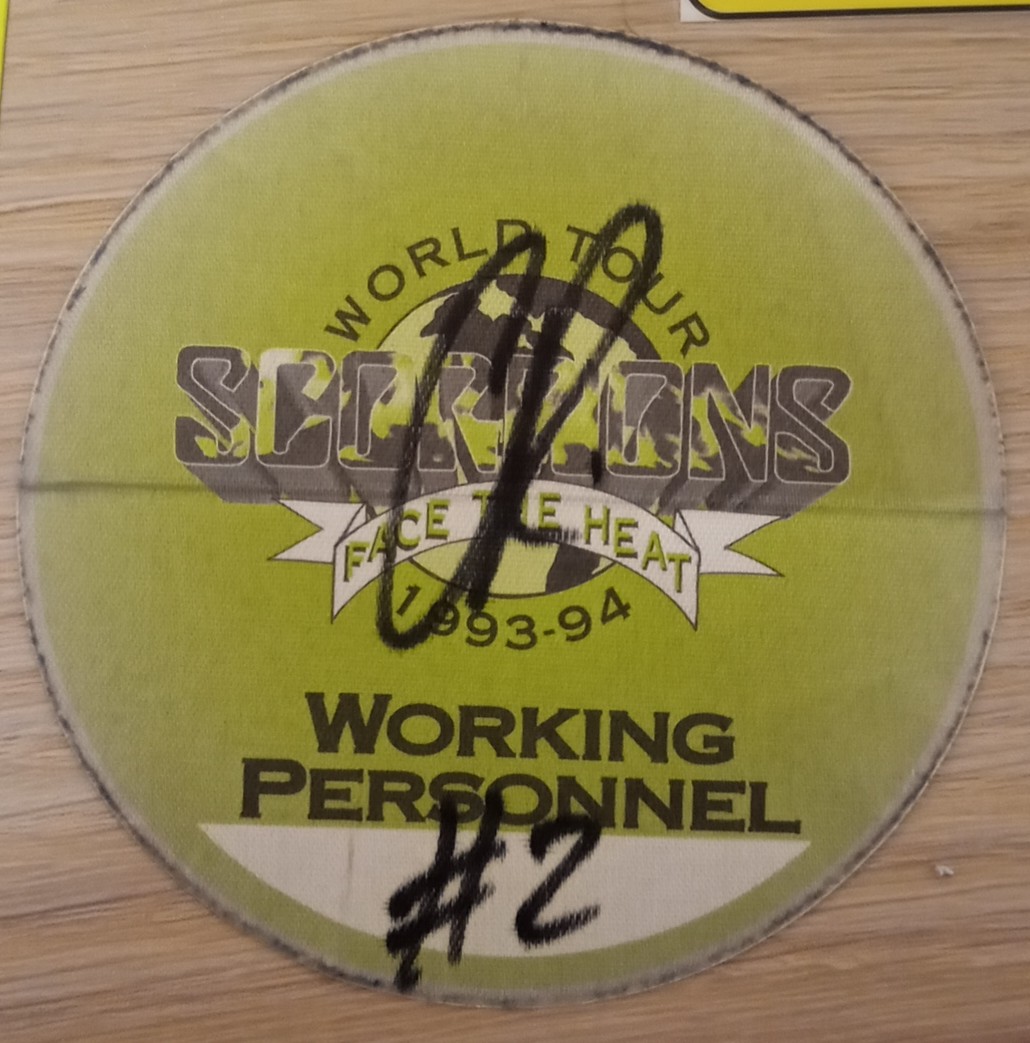 WORLD TOUR
SCORPIONS
FACE THE HEAT
1993-94
WORKING
PERSONNEL
#2